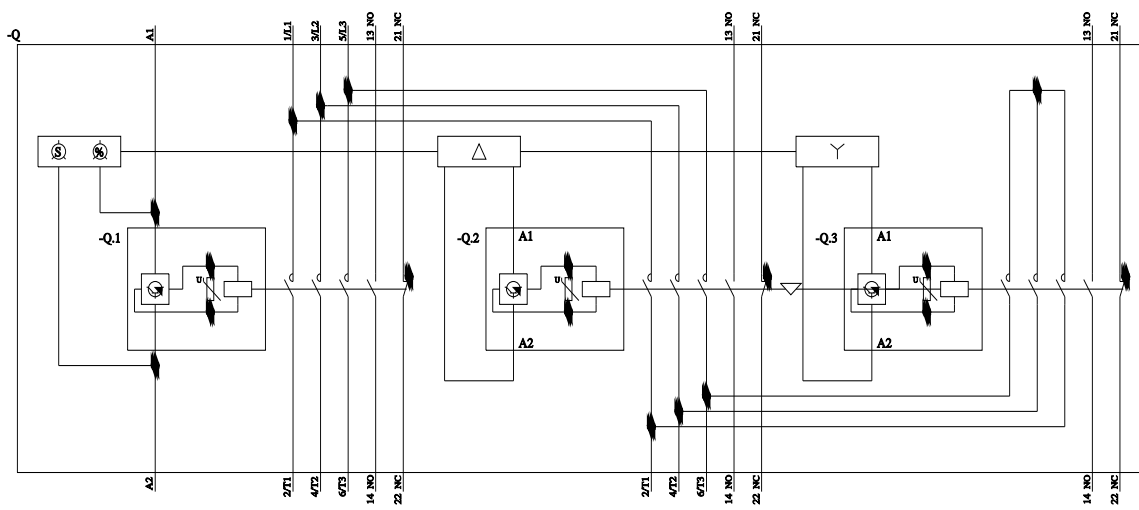 -Q
A1
1/L1
3/L2
5/L3
13 NO
21 NC
13 NO
21 NC
13 NO
21 NC
S
%
-Q.1
U
-Q.2
A1
U
A2
-Q.3
A1
U
A2
A2
2/T1
4/T2
6/T3
14 NO
22 NC
2/T1
4/T2
6/T3
14 NO
22 NC
14 NO
22 NC